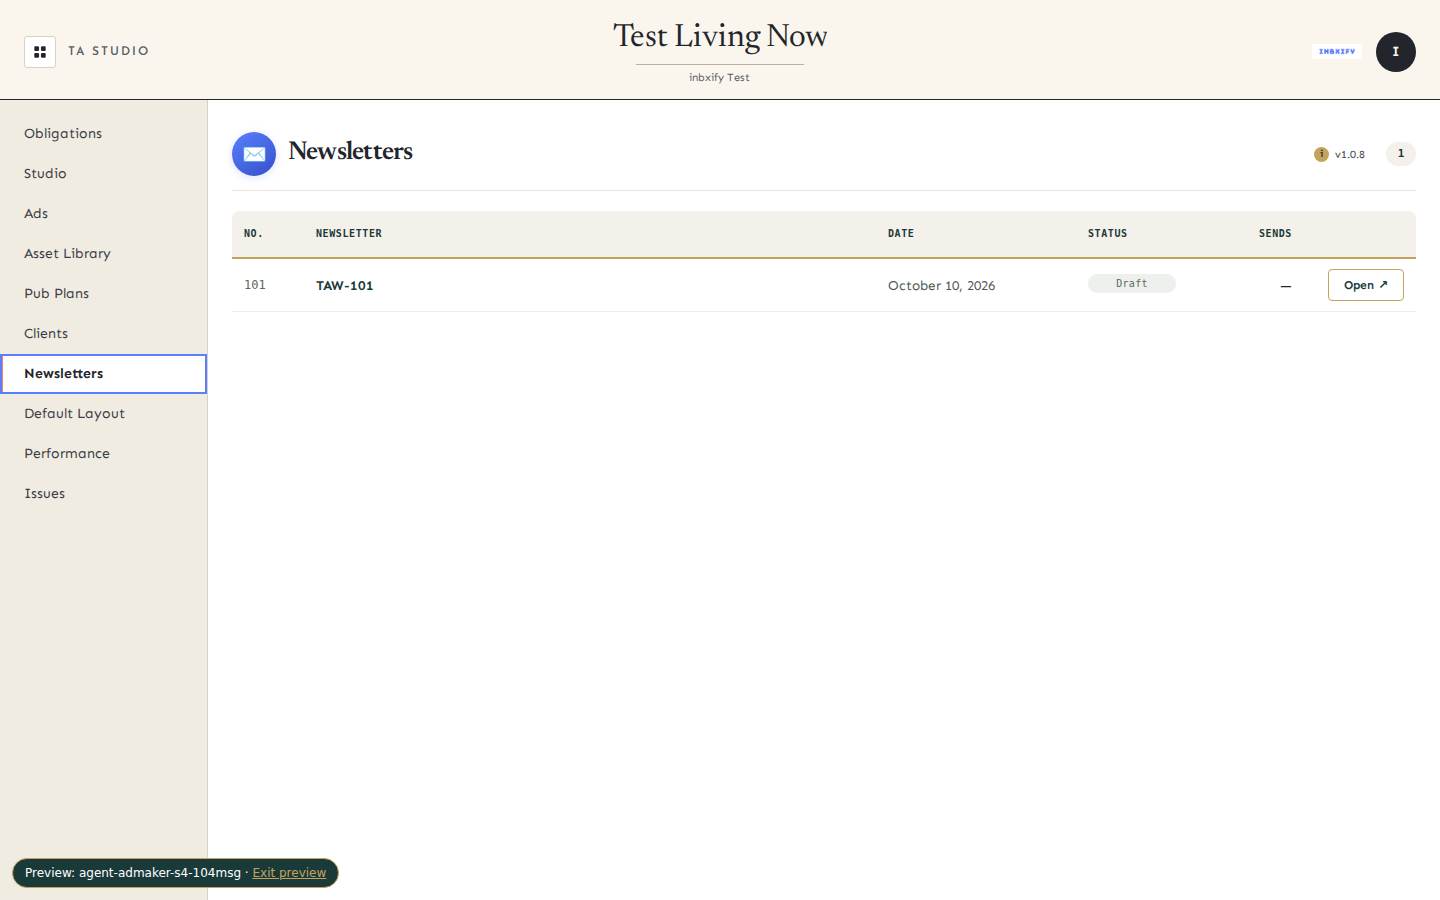 TA STUDIO
Test Living Now
inbxify Test
INBXIFY
I
Obligations
Studio
Ads
Asset Library
Pub Plans
Clients
Newsletters
Default Layout
Performance
Issues
Newsletters
i v1.0.8 1
NO. NEWSLETTER DATE STATUS SENDS
101 TAW-101 October 10, 2026 Draft — Open ↗
Preview: agent-admaker-s4-104msg · Exit preview